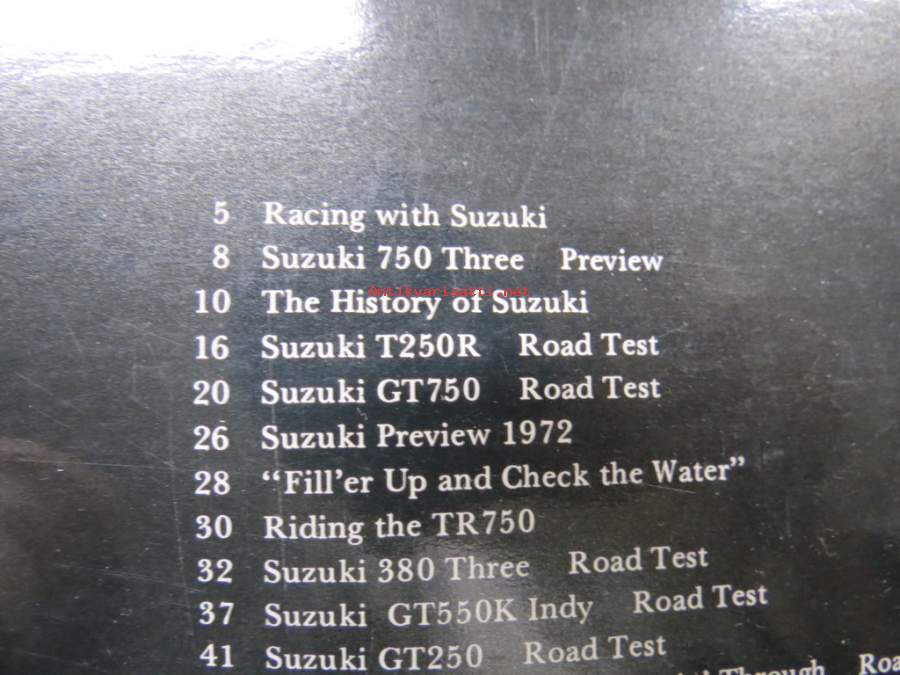 5 Racing with Suzuki
8 Suzuki 750 Three Preview
10 The History of Suzuki
Antikvariaatti.net
16 Suzuki T250R Road Test
20 Suzuki GT750 Road Test
26 Suzuki Preview 1972
28 “Fill’er Up and Check the Water”
30 Riding the TR750
32 Suzuki 380 Three Road Test
37 Suzuki GT550K Indy Road Test
41 Suzuki GT250 Road Test
Through